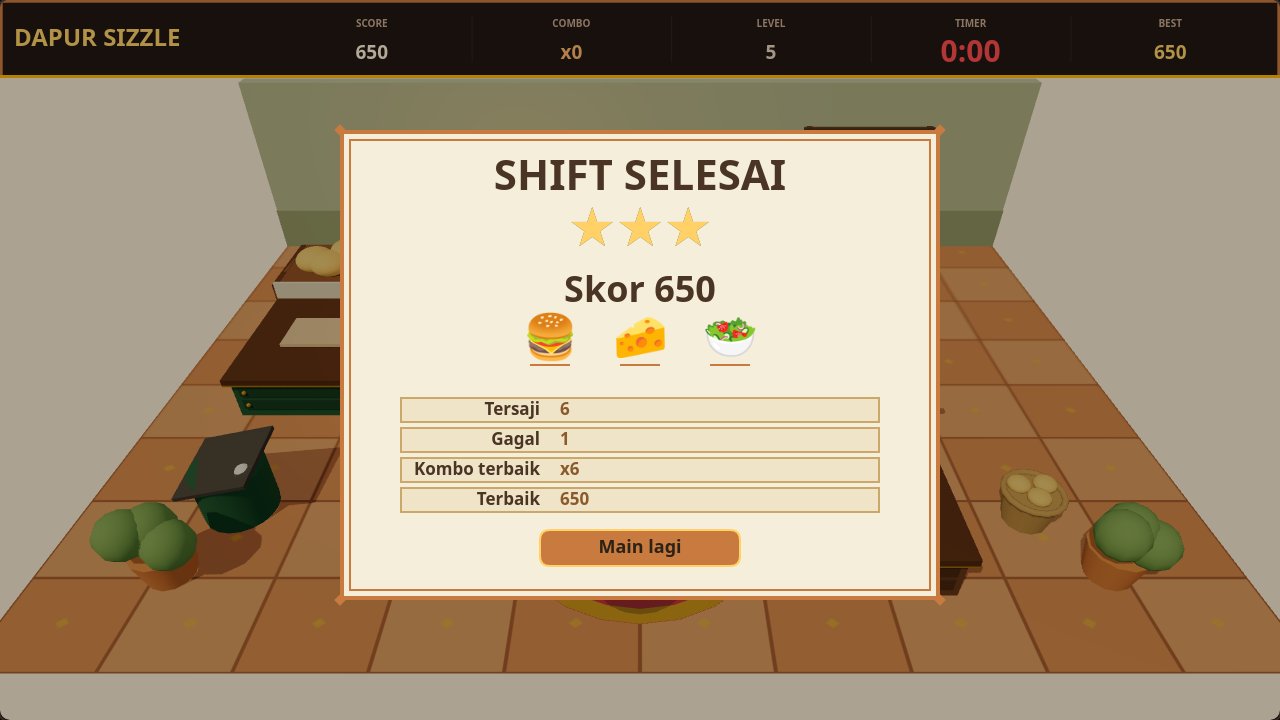 DAPUR SIZZLE
SCORE
650
COMBO
x0
LEVEL
5
TIMER
0:00
BEST
650
SHIFT SELESAI
Skor 650
Tersaji 6
Gagal 1
Kombo terbaik x6
Terbaik 650
Main lagi